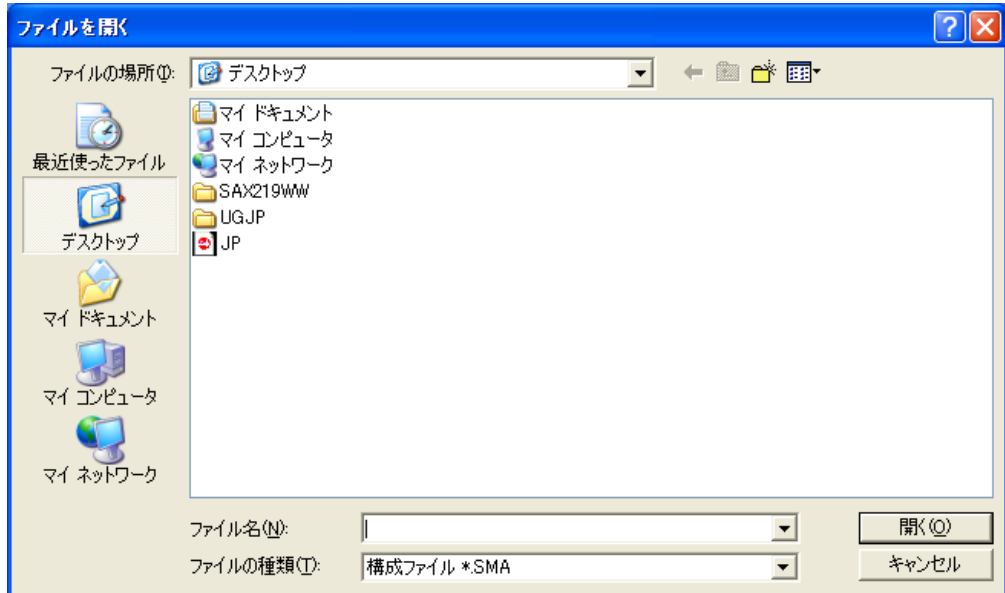 ファイルを開く
ファイルの場所(I):
デスクトップ
最近使ったファイル
デスクトップ
マイ ドキュメント
マイ コンピュータ
マイ ネットワーク
マイ ドキュメント
マイ コンピュータ
マイ ネットワーク
SAX219WW
UGJP
JP
ファイル名(N):
開く(O)
ファイルの種類(T):
構成ファイル *.SMA
キャンセル